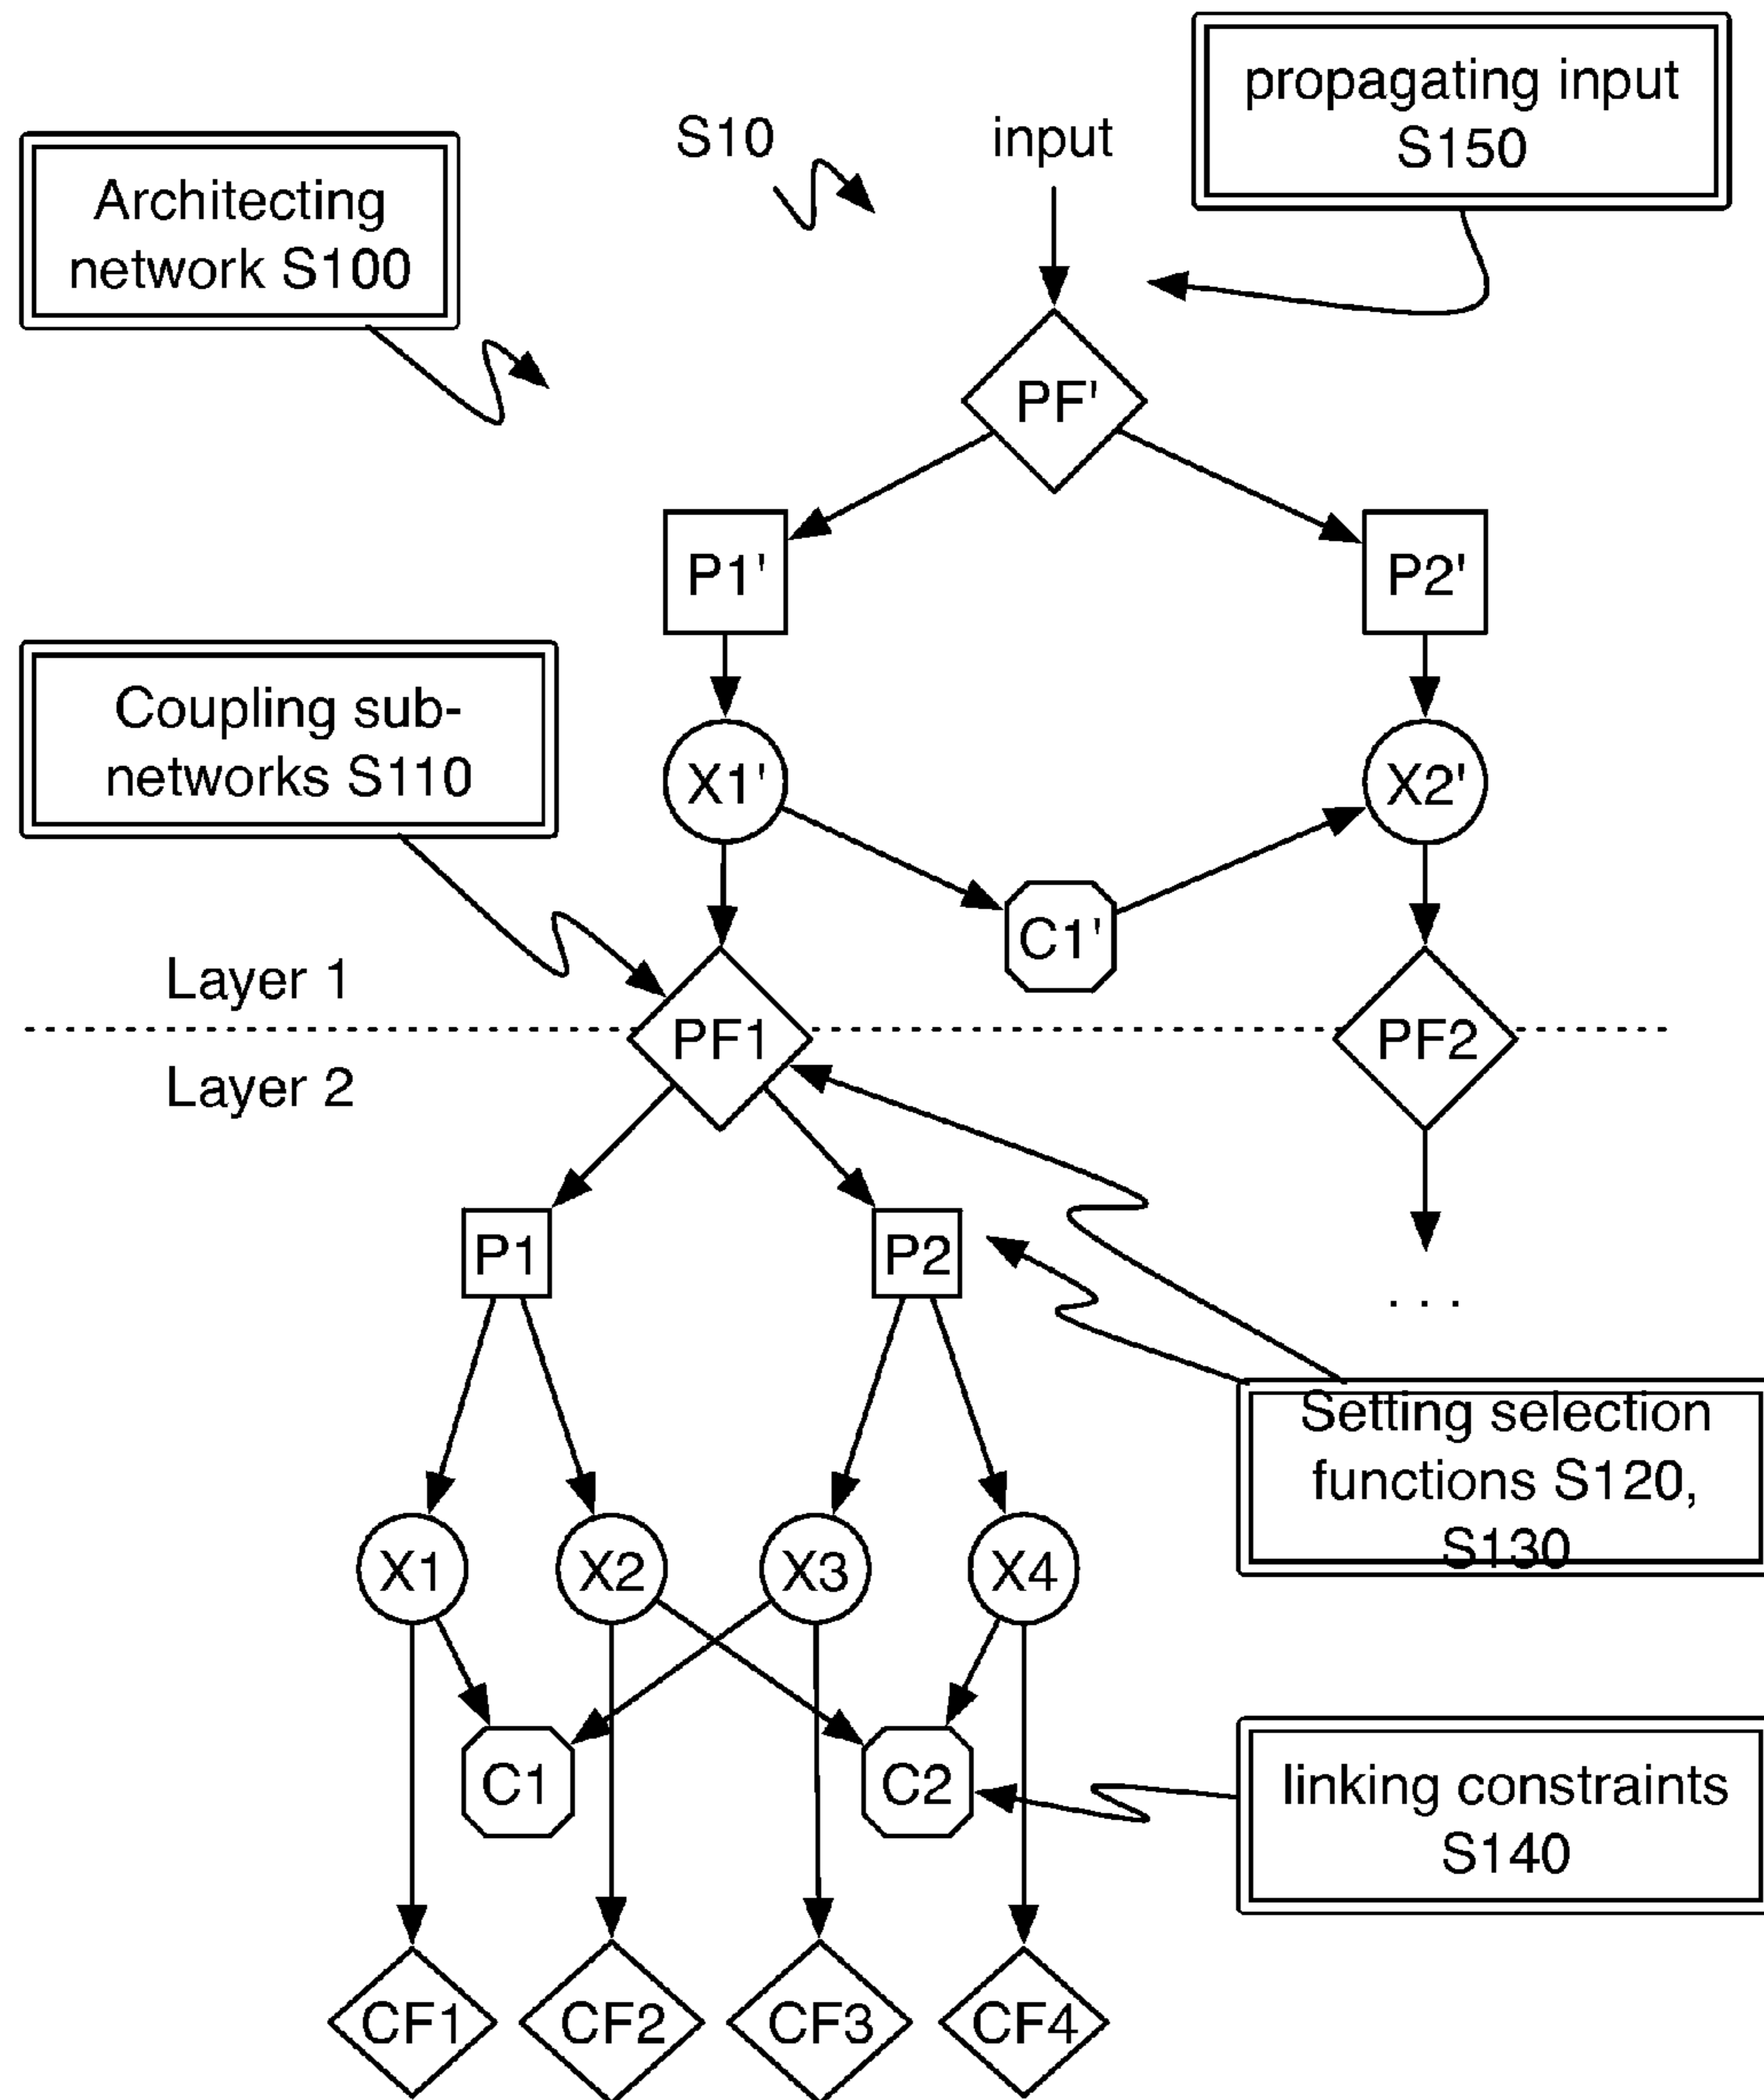 propagating input
S150
S10
input
Architecting
network S100
PF'
P1'
P2'
Coupling sub-
networks S110
X1'
X2'
C1'
Layer 1
PF1
PF2
Layer 2
P1
P2
. . .
Setting selection
functions S120,
S130
X1
X2
X3
X4
C1
C2
linking constraints
S140
CF1
CF2
CF3
CF4